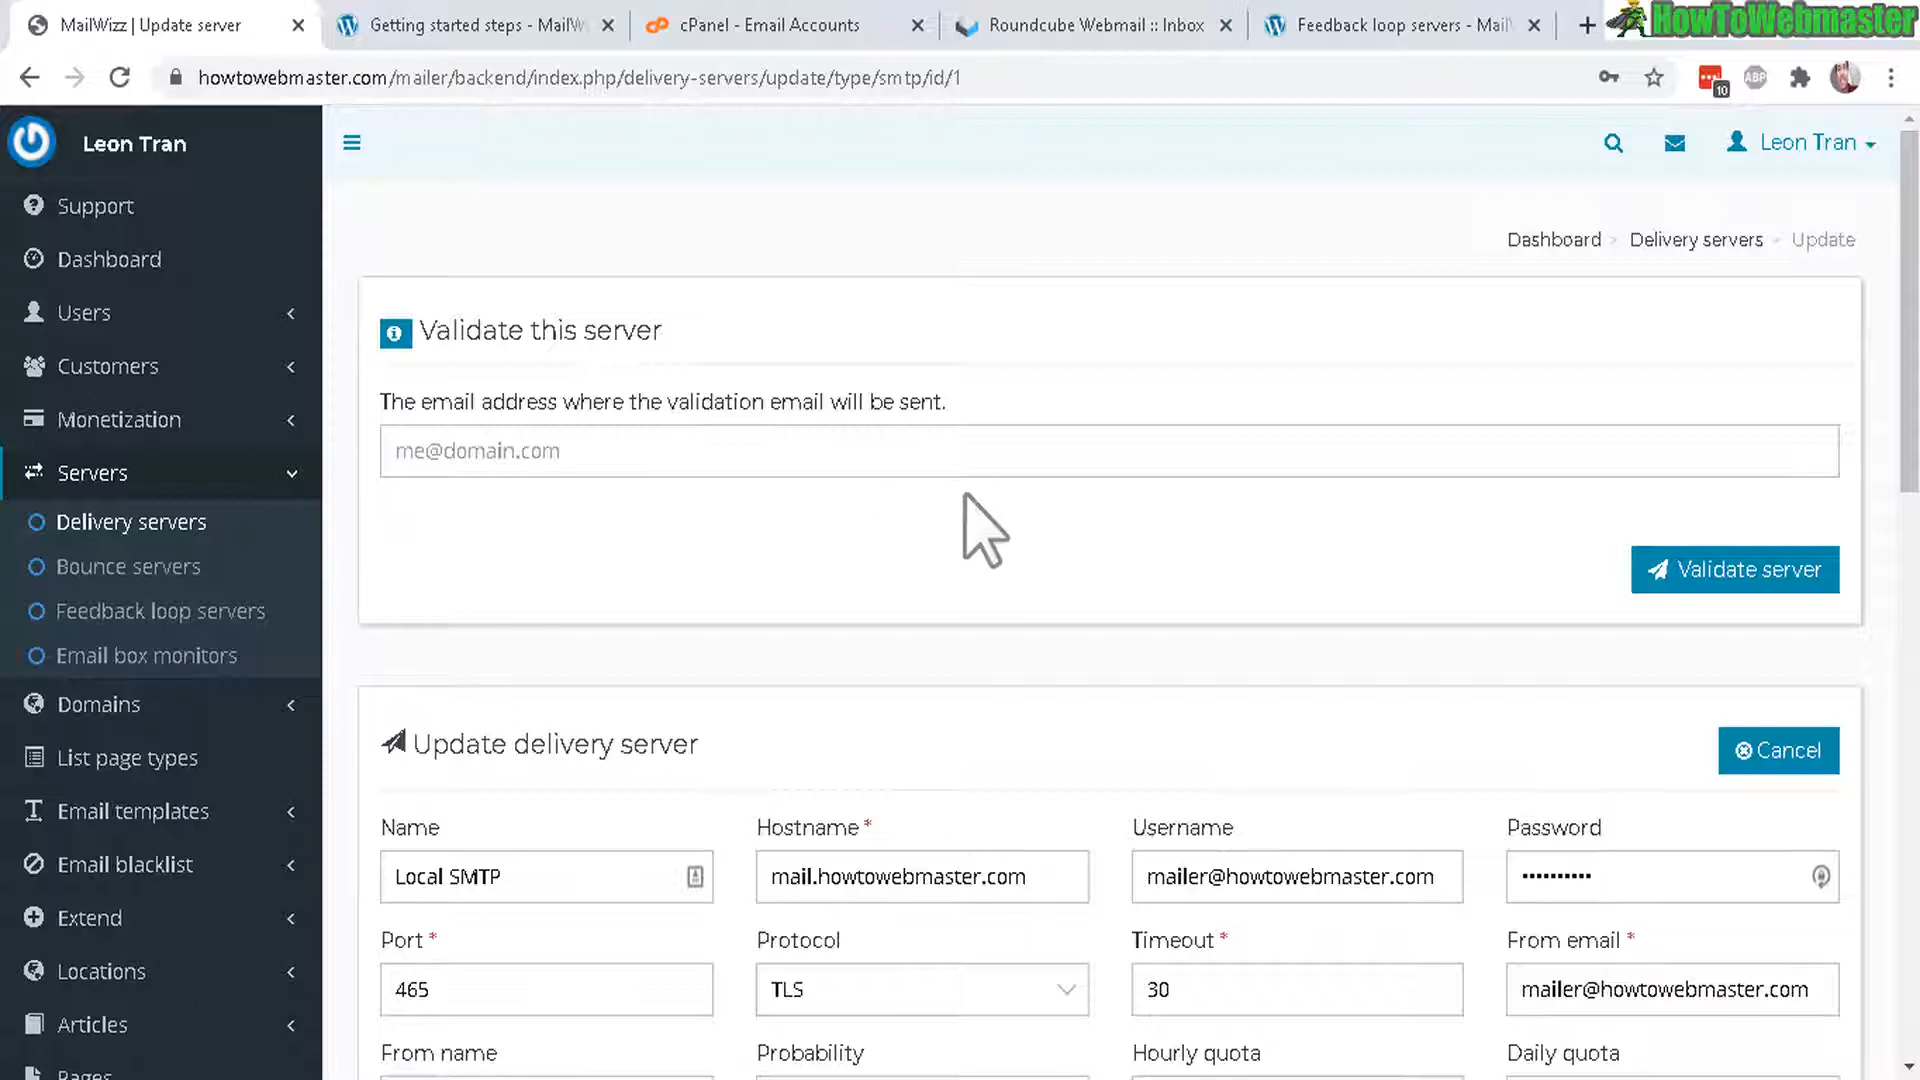 MailWizz | Update server
Getting started steps - MailW
cPanel - Email Accounts
Roundcube Webmail :: Inbox
Feedback loop servers - Mail
HowToWebmaster
howtowebmaster.com/mailer/backend/index.php/delivery-servers/update/type/smtp/id/1
10
ABP
Leon Tran
Leon Tran
Support
Dashboard
Users
Customers
Monetization
Servers
Delivery servers
Bounce servers
Feedback loop servers
Email box monitors
Domains
List page types
Email templates
Email blacklist
Extend
Locations
Articles
Pages
Dashboard > Delivery servers - Update
Validate this server
The email address where the validation email will be sent.
me@domain.com
Validate server
Update delivery server
Cancel
Name Hostname * Username Password
Local SMTP mail.howtowebmaster.com mailer@howtowebmaster.com ••••••••••
Port * Protocol Timeout * From email *
465 TLS 30 mailer@howtowebmaster.com
From name Probability Hourly quota Daily quota